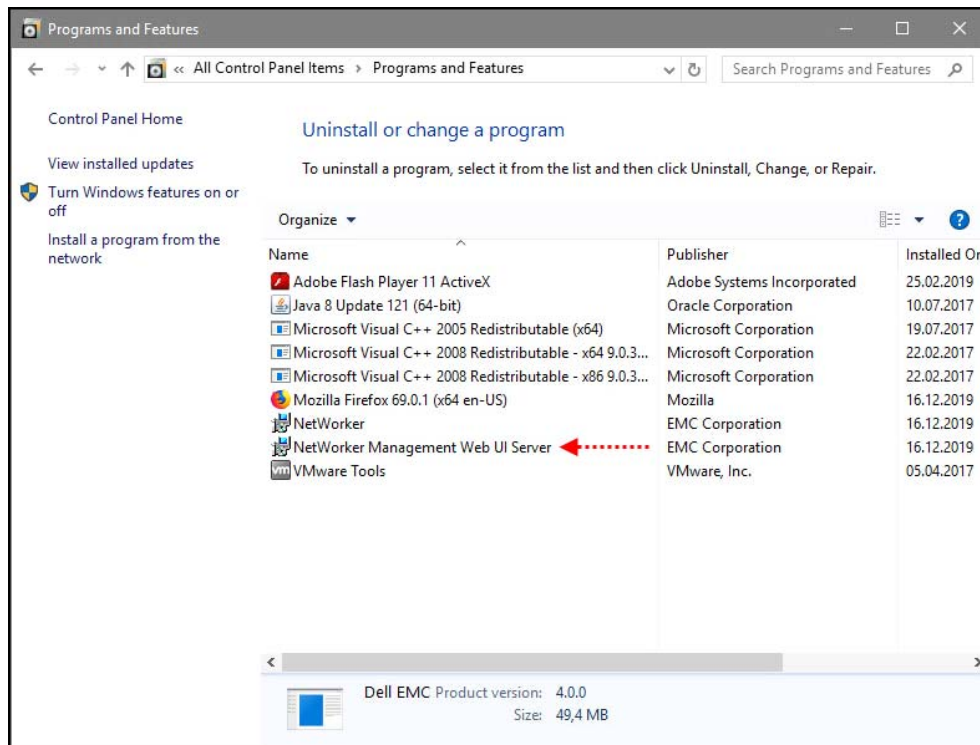 Programs and Features
« All Control Panel Items > Programs and Features
Search Programs and Features
Control Panel Home
View installed updates
Turn Windows features on or
off
Install a program from the
network
Uninstall or change a program
To uninstall a program, select it from the list and then click Uninstall, Change, or Repair.
Organize
Name Publisher Installed Or
Adobe Flash Player 11 ActiveX Adobe Systems Incorporated 25.02.2019
Java 8 Update 121 (64-bit) Oracle Corporation 10.07.2017
Microsoft Visual C++ 2005 Redistributable (x64) Microsoft Corporation 19.07.2017
Microsoft Visual C++ 2008 Redistributable - x64 9.0.3... Microsoft Corporation 22.02.2017
Microsoft Visual C++ 2008 Redistributable - x86 9.0.3... Microsoft Corporation 22.02.2017
Mozilla Firefox 69.0.1 (x64 en-US) Mozilla 16.12.2019
NetWorker EMC Corporation 16.12.2019
NetWorker Management Web UI Server EMC Corporation 16.12.2019
vm VMware Tools VMware, Inc. 05.04.2017
Dell EMC Product version: 4.0.0
Size: 49,4 MB